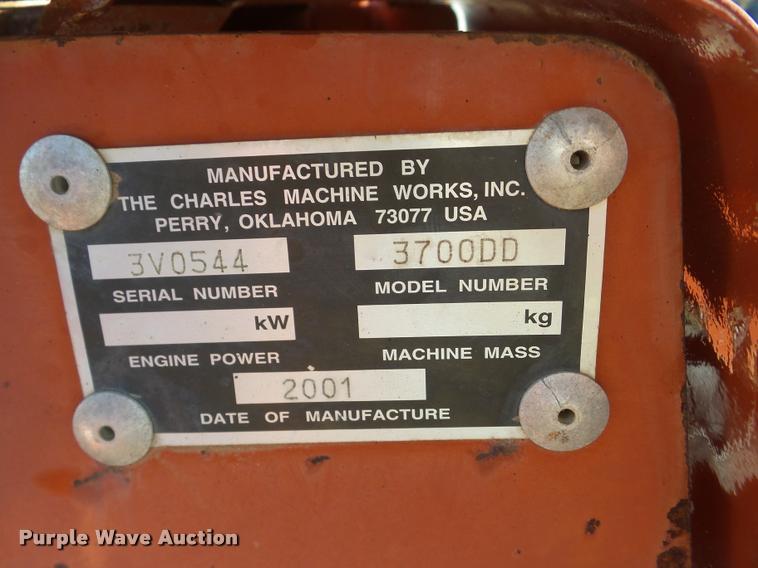 MANUFACTURED BY
THE CHARLES MACHINE WORKS, INC.
PERRY, OKLAHOMA 73077 USA
3V0544 3700DD
SERIAL NUMBER MODEL NUMBER
kW kg
ENGINE POWER MACHINE MASS
2001
DATE OF MANUFACTURE
Purple Wave Auction